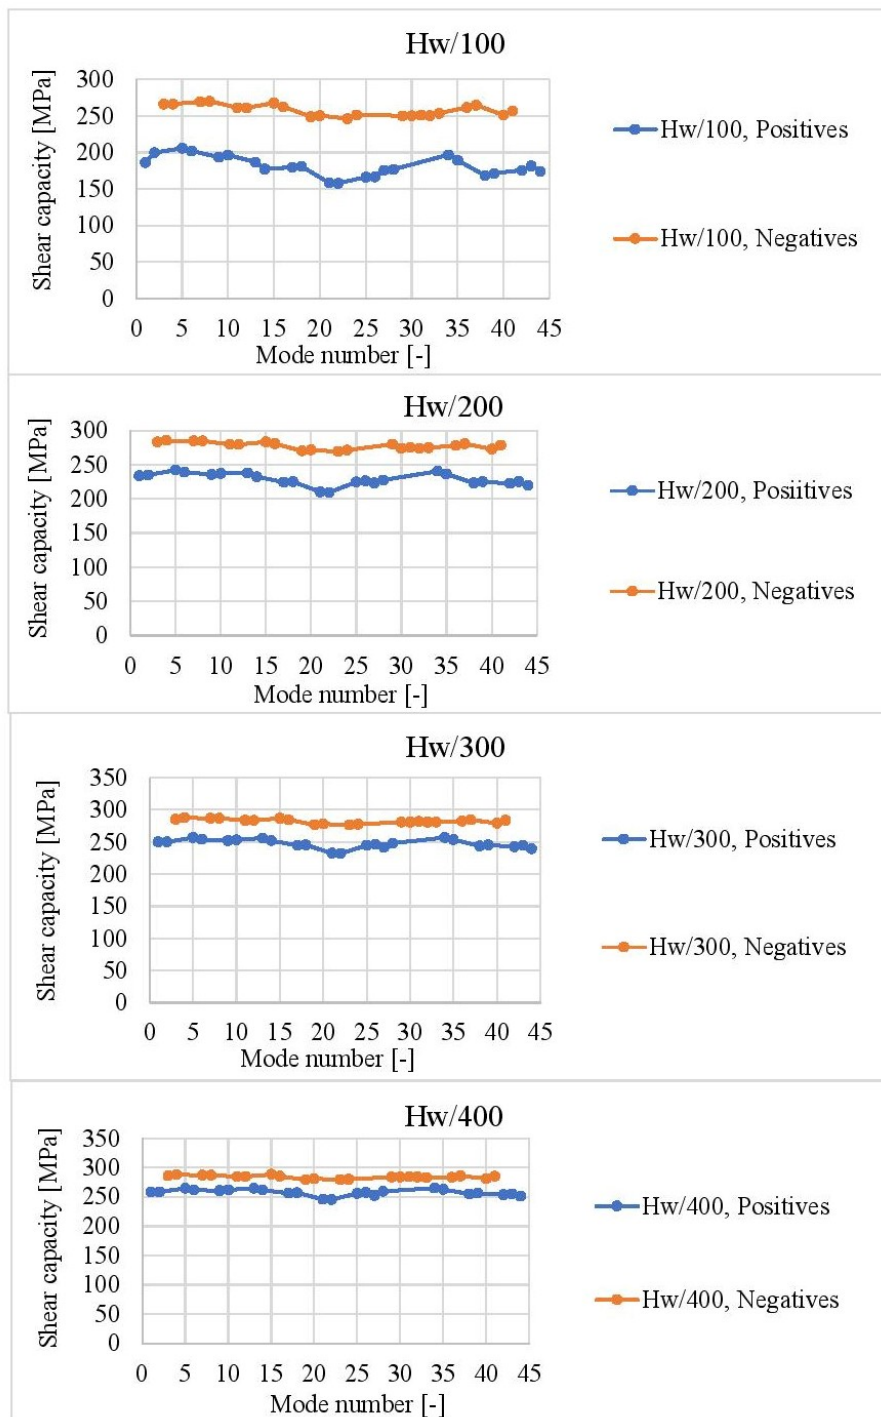 Hw/100
Shear capacity [MPa]
300
250
200
150
100
50
0
0 5 10 15 20 25 30 35 40 45
Mode number [-]
Hw/100, Positives
Hw/100, Negatives
Hw/200
Shear capacity [MPa]
300
250
200
150
100
50
0
0 5 10 15 20 25 30 35 40 45
Mode number [-]
Hw/200, Posiitives
Hw/200, Negatives
Hw/300
Shear capacity [MPa]
350
300
250
200
150
100
50
0
0 5 10 15 20 25 30 35 40 45
Mode number [-]
Hw/300, Positives
Hw/300, Negatives
Hw/400
Shear capacity [MPa]
350
300
250
200
150
100
50
0
0 5 10 15 20 25 30 35 40 45
Mode number [-]
Hw/400, Positives
Hw/400, Negatives